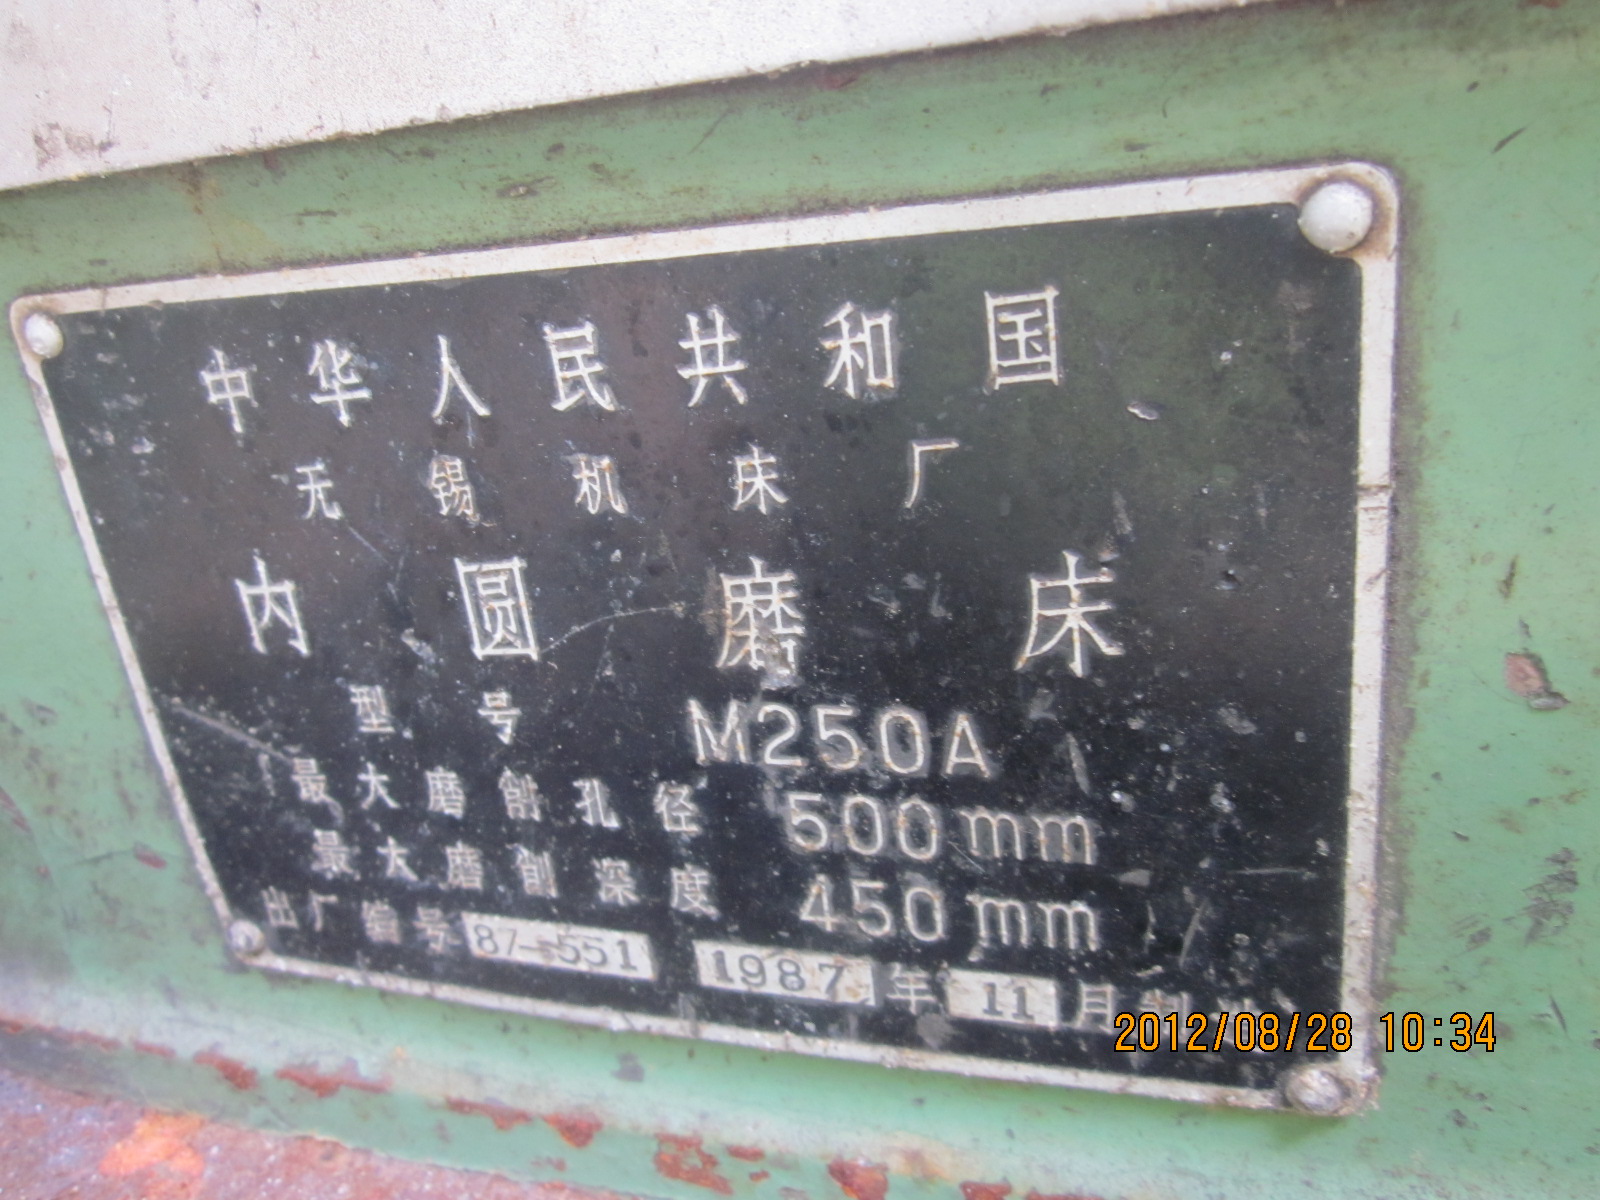 中华人民共和国
无锡机床厂
内圆磨床
型号 M250A
最大磨削孔径 500mm
最大磨削深度 450mm
出厂编号 87-551 1987年11月制
2012/08/28 10:34